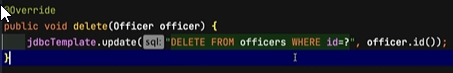 @Override
public void delete(Officer officer) {
jdbcTemplate.update( sql: "DELETE FROM officers WHERE id=?", officer.id());
}